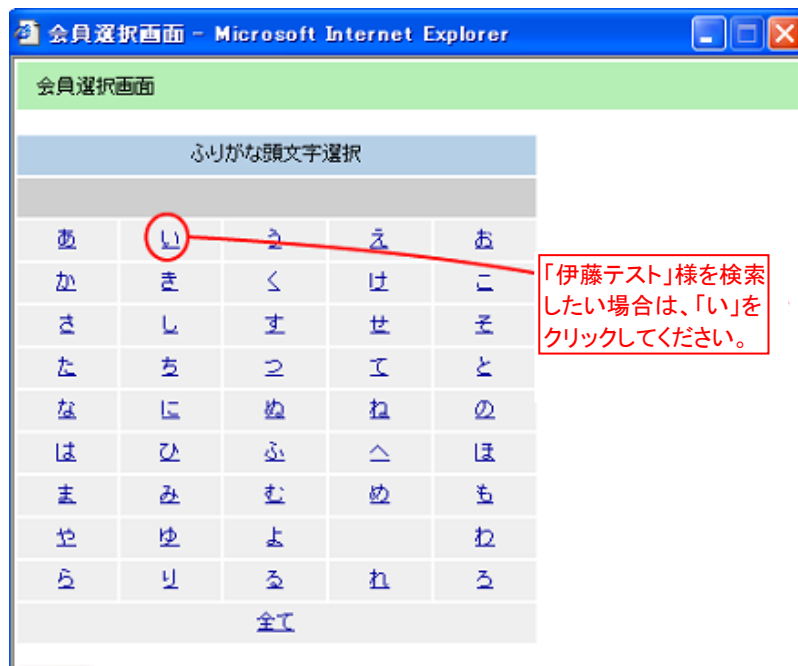 会員選択画面 - Microsoft Internet Explorer
会員選択画面
ふりがな頭文字選択
あ い う え お
か き く け こ
さ し す せ そ
た ち つ て と
な に ぬ ね の
は ひ ふ へ ほ
ま み む め も
や ゆ よ わ
ら り る れ ろ
全て
「伊藤テスト」様を検索
したい場合は、「い」を
クリックしてください。